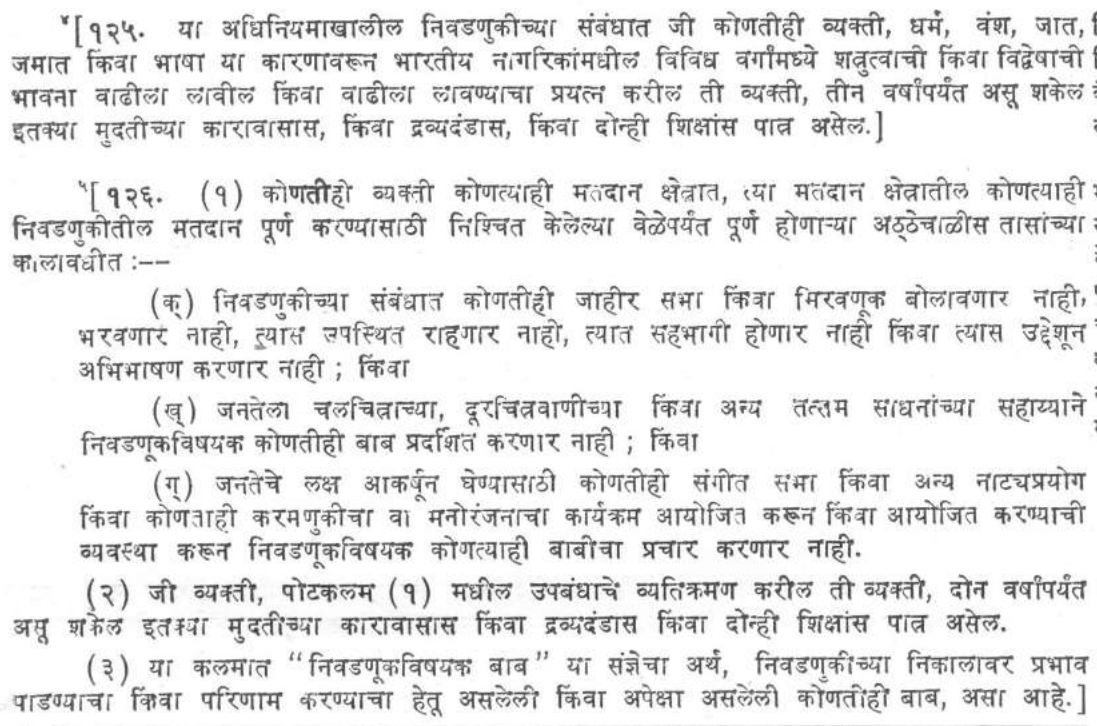 ४[१२५. या अधिनियमाखालील निवडणुकीच्या संबंधात जी कोणतीही व्यक्ती, धर्म, वंश, जात,
जमात किंवा भाषा या कारणावरून भारतीय नागरिकांमधील विविध वर्गांमध्ये शत्रुत्वाची किंवा विद्वेषाची
भावना वाढीला लावील किंवा वाढीला लावण्याचा प्रयत्न करील ती व्यक्ती, तीन वर्षांपर्यंत असू शकेल
इतक्या मुदतीच्या कारावासास, किंवा द्रव्यदंडास, किंवा दोन्ही शिक्षांस पात्र असेल.]
५[१२६. (१) कोणतीही व्यक्ती कोणत्याही मतदान क्षेत्रात, त्या मतदान क्षेत्रातील कोणत्याही
निवडणुकीतील मतदान पूर्ण करण्यासाठी निश्चित केलेल्या वेळेपर्यंत पूर्ण होणाऱ्या अठ्ठेचाळीस तासांच्या
कालावधीत :--
(क) निवडणुकीच्या संबंधात कोणतीही जाहीर सभा किंवा मिरवणूक बोलावणार नाही,
भरवणार नाही, त्यास उपस्थित राहणार नाही, त्यात सहभागी होणार नाही किंवा त्यास उद्देशून
अभिभाषण करणार नाही ; किंवा
(ख) जनतेला चलचित्राच्या, दूरचित्रवाणीच्या किंवा अन्य तत्सम साधनांच्या सहाय्याने
निवडणूकविषयक कोणतीही बाब प्रदर्शित करणार नाही ; किंवा
(ग) जनतेचे लक्ष आकर्षून घेण्यासाठी कोणतीही संगीत सभा किंवा अन्य नाट्यप्रयोग
किंवा कोणताही करमणुकीचा वा मनोरंजनाचा कार्यक्रम आयोजित करून किंवा आयोजित करण्याची
व्यवस्था करून निवडणूकविषयक कोणत्याही बाबीचा प्रचार करणार नाही.
(२) जी व्यक्ती, पोटकलम (१) मधील उपबंधाचे व्यतिक्रमण करील ती व्यक्ती, दोन वर्षांपर्यंत
असू शकेल इतक्या मुदतीच्या कारावासास किंवा द्रव्यदंडास किंवा दोन्ही शिक्षांस पात्र असेल.
(३) या कलमात "निवडणूकविषयक बाब" या संज्ञेचा अर्थ, निवडणुकीच्या निकालावर प्रभाव
पाडण्याचा किंवा परिणाम करण्याचा हेतू असलेली किंवा अपेक्षा असलेली कोणतीही बाब, असा आहे.]